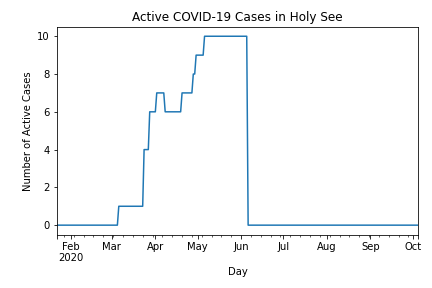 Active COVID-19 Cases in Holy See
Number of Active Cases
10
8
6
4
2
0
Feb Mar Apr May Jun Jul Aug Sep Oct
2020
Day